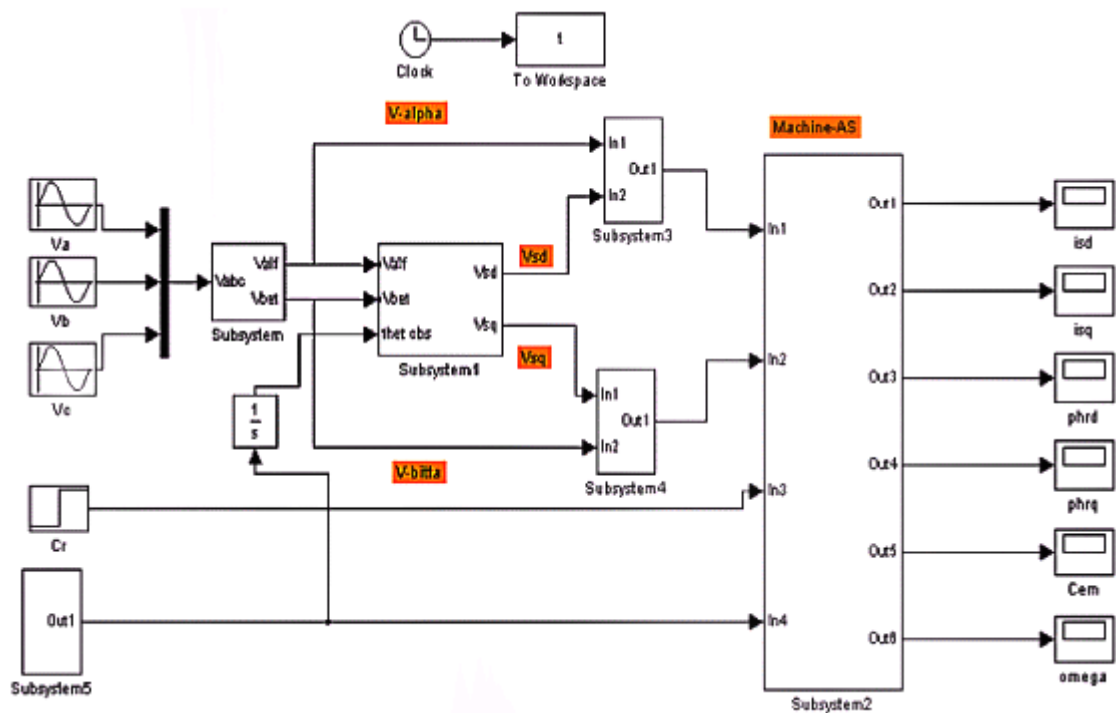 t
Clock
To Workspace
V-alpha
Machine-AS
In1
Out1
In2
Subsystem3
Va
Vb
Vc
Vabc
Valf
Vbet
Subsystem
Valf
Vbet
thet obs
Vsd
Vsq
Subsystem1
Vsd
Vsq
In1
Out1
In2
Subsystem4
1
s
V-bitta
Cr
Out1
Subsystem5
In1
In2
In3
In4
Out1
Out2
Out3
Out4
Out5
Out6
Subsystem2
isd
isq
phrd
phrq
Cem
omega